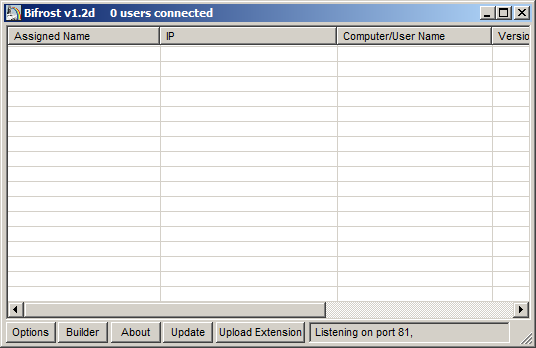 Bifrost v1.2d 0 users connected
Assigned Name IP Computer/User Name Versio
Options Builder About Update Upload Extension Listening on port 81,